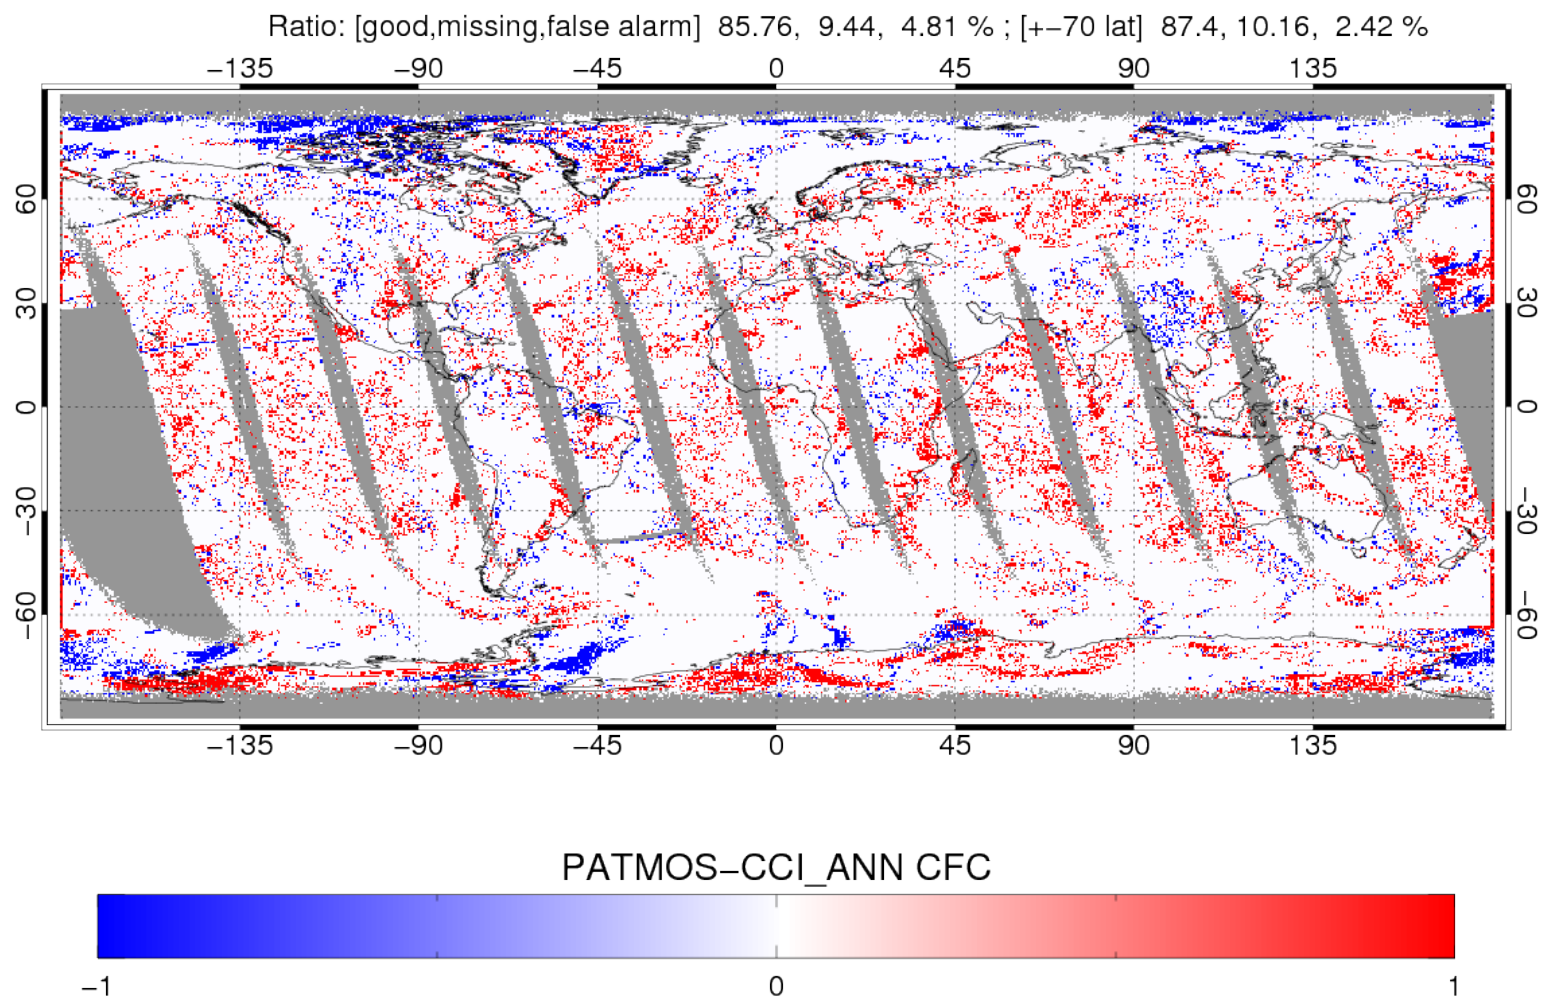 Ratio: [good,missing,false alarm]  85.76,  9.44,  4.81 % ; [+−70 lat]  87.4, 10.16,  2.42 %
−135 −90 −45 0 45 90 135
60 60
30 30
0 0
−30 −30
−60 −60
−135 −90 −45 0 45 90 135
PATMOS−CCI_ANN CFC
−1 0 1